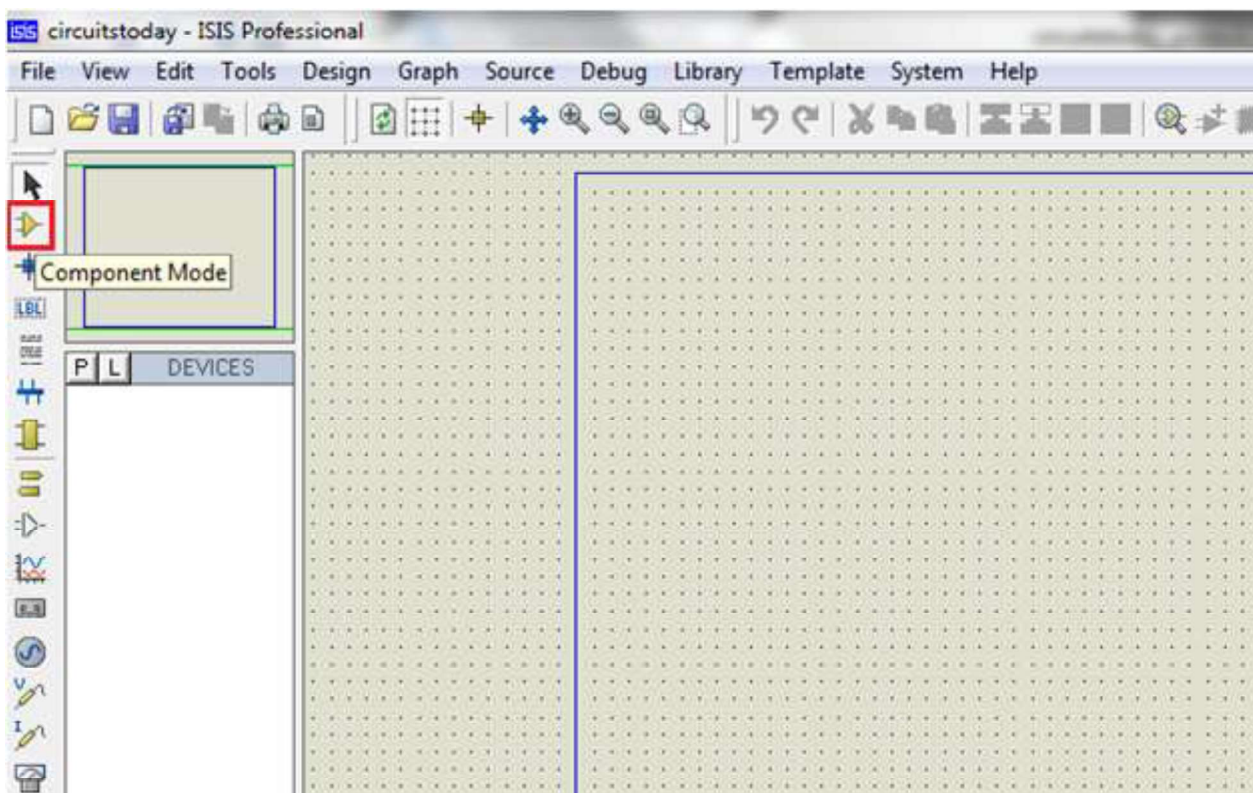 isis circuitstoday - ISIS Professional
File View Edit Tools Design Graph Source Debug Library Template System Help
Component Mode
LBL
P L DEVICES
V
I